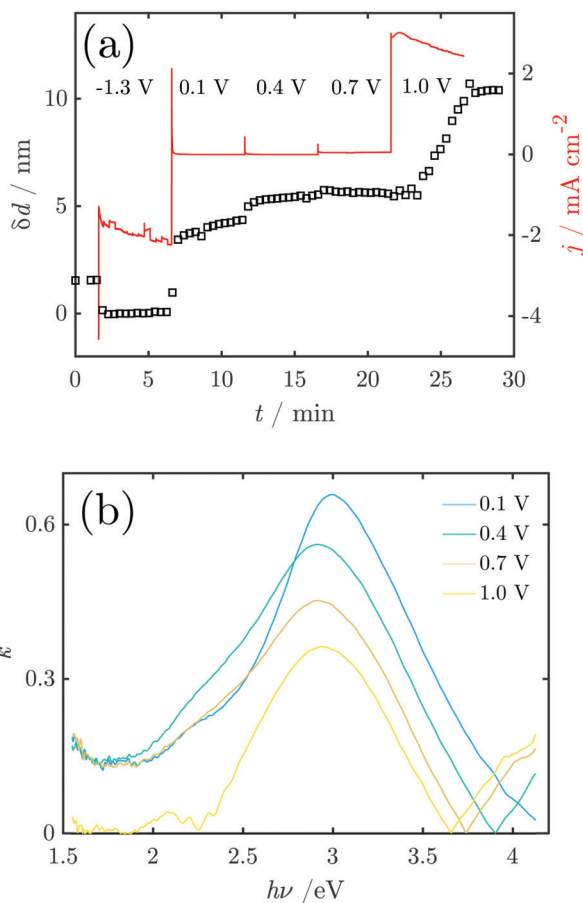 (a)
-1.3 V 0.1 V 0.4 V 0.7 V 1.0 V
10
5
0
δd / nm
2
0
-2
-4
j / mA cm⁻²
0 5 10 15 20 25 30
t / min
(b)
0.1 V
0.4 V
0.7 V
1.0 V
0.6
0.3
0
κ
1.5 2 2.5 3 3.5 4
hν /eV